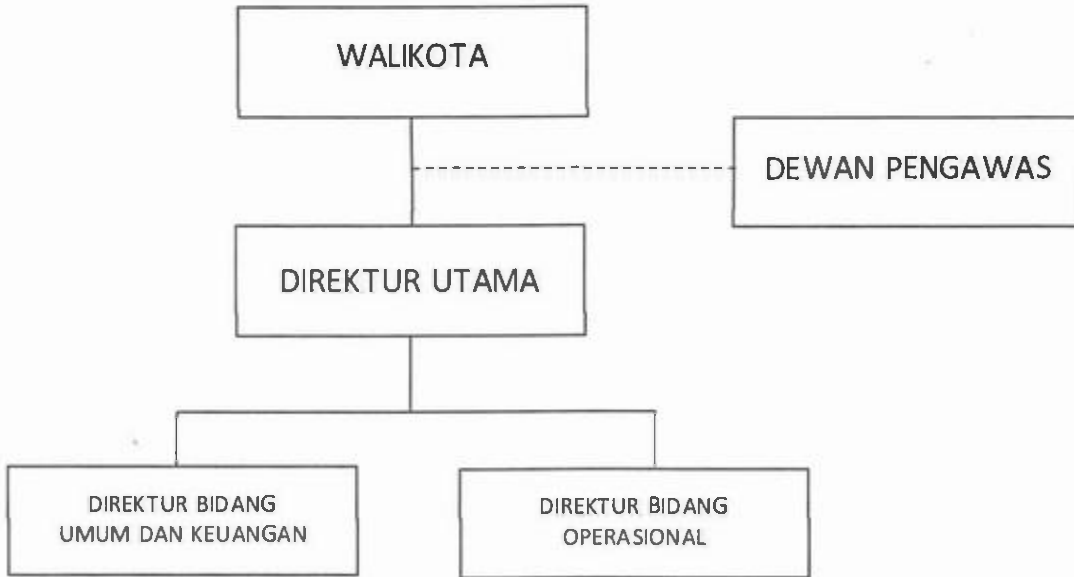 WALIKOTA
DEWAN PENGAWAS
DIREKTUR UTAMA
DIREKTUR BIDANG
UMUM DAN KEUANGAN
DIREKTUR BIDANG
OPERASIONAL